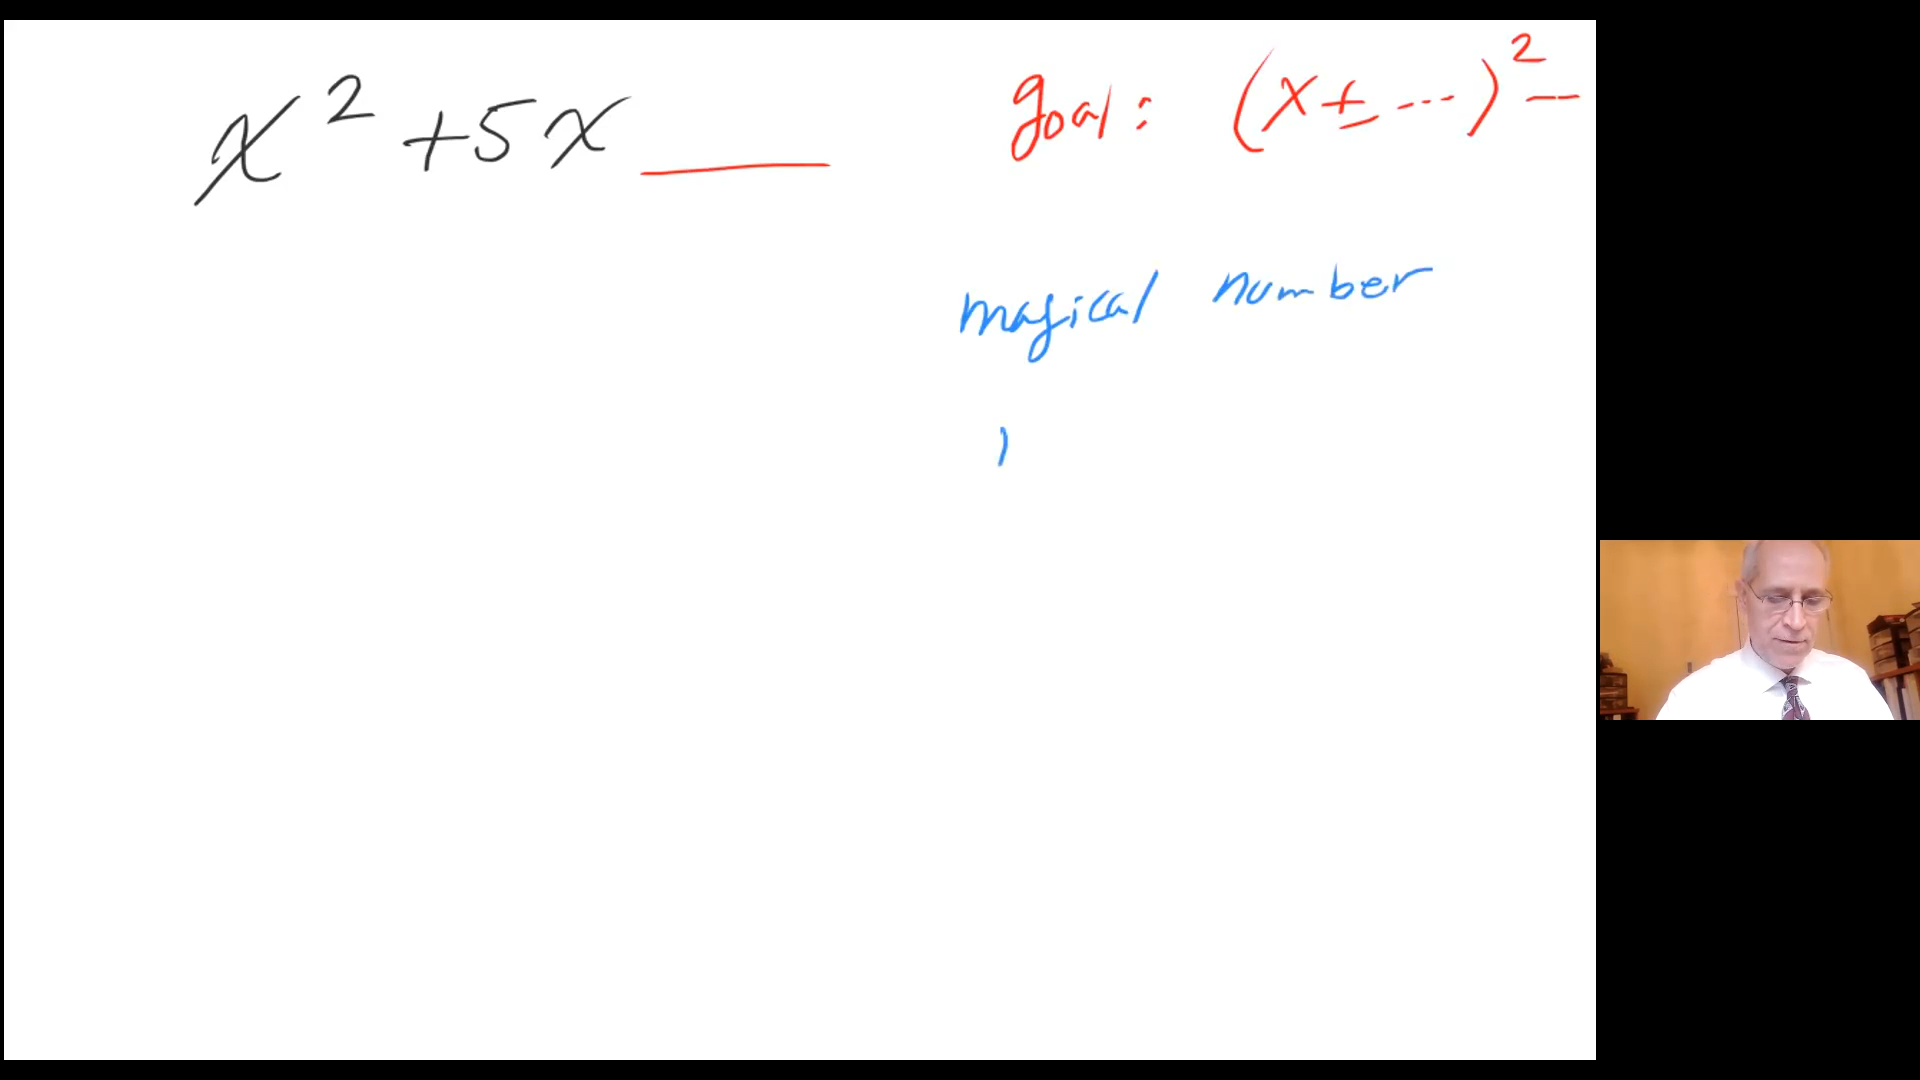 x² +5x ____ goal: (x ± ...)² --
magical number